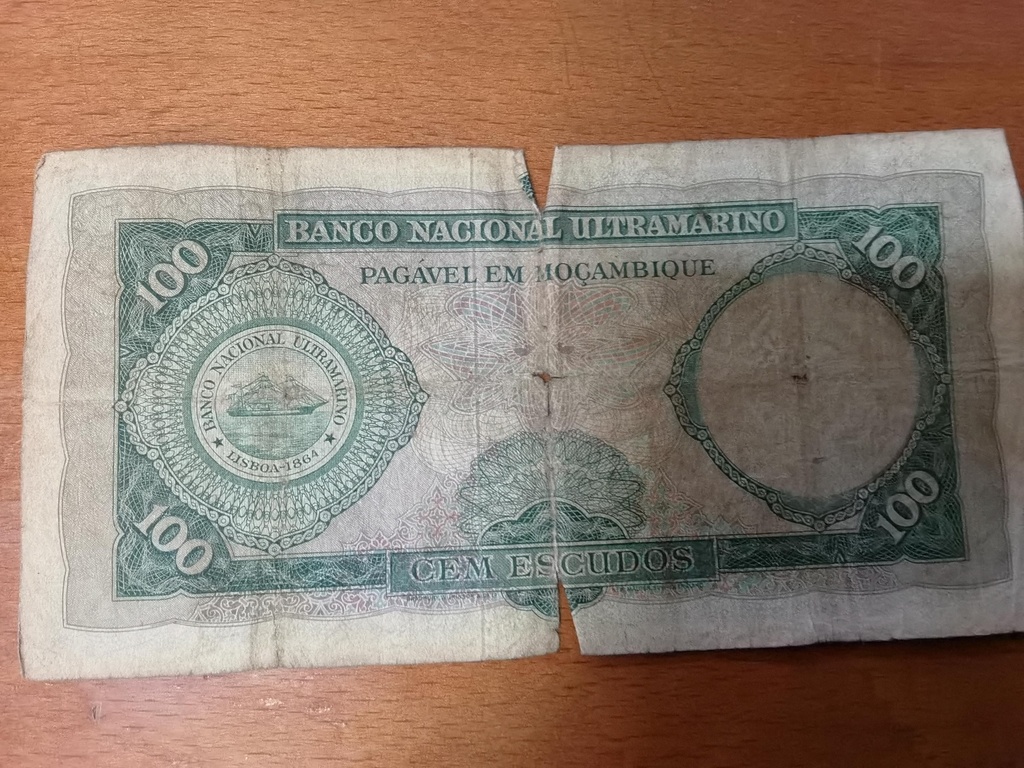 BANCO NACIONAL ULTRAMARINO
PAGÁVEL EM MOÇAMBIQUE
100
100
BANCO NACIONAL ULTRAMARINO
LISBOA-1864
100
100
CEM ESCUDOS